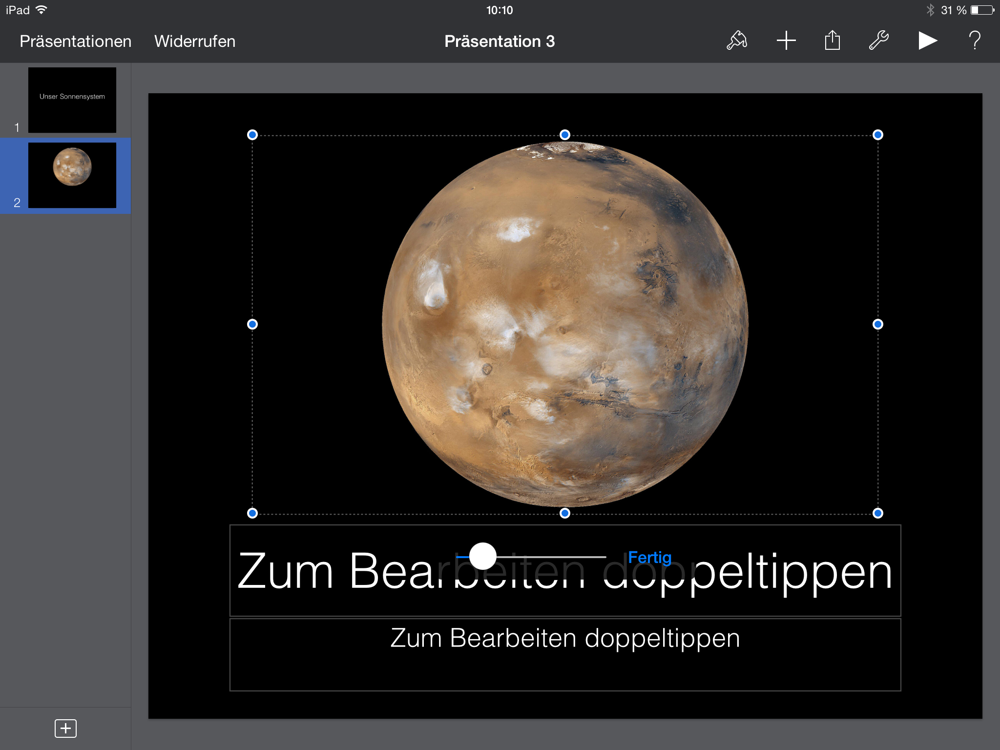 iPad 10:10 31 %
Präsentationen Widerrufen Präsentation 3 ?
Unser Sonnensystem
1
2
Zum Bearbeiten doppeltippen
Fertig
Zum Bearbeiten doppeltippen